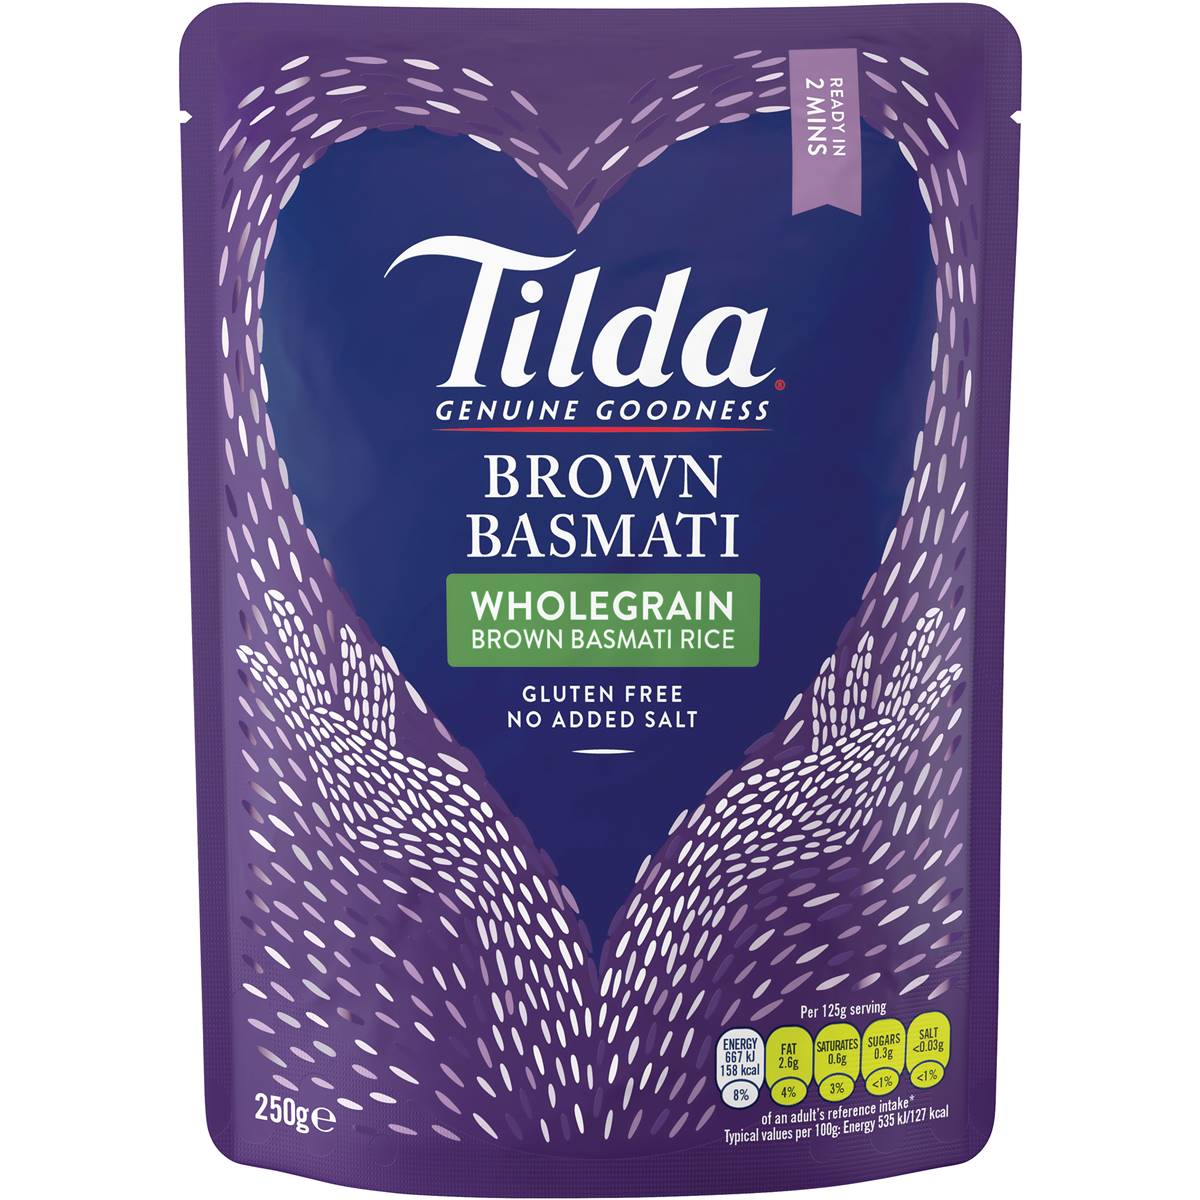 READY IN
2 MINS
Tilda®
GENUINE GOODNESS
BROWN
BASMATI
WHOLEGRAIN
BROWN BASMATI RICE
GLUTEN FREE
NO ADDED SALT
250g℮
Per 125g serving
ENERGY
667 kJ
158 kcal
8%
FAT
2.6g
4%
SATURATES
0.6g
3%
SUGARS
0.3g
<1%
SALT
<0.03g
<1%
of an adult's reference intake*
Typical values per 100g: Energy 535 kJ/127 kcal